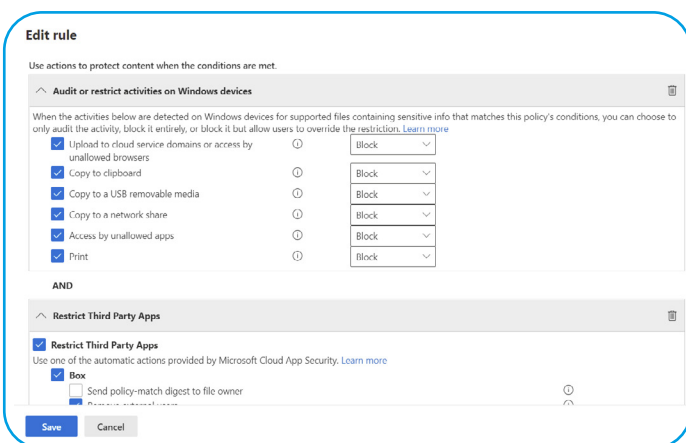 Edit rule
Use actions to protect content when the conditions are met.
Audit or restrict activities on Windows devices
When the activities below are detected on Windows devices for supported files containing sensitive info that matches this policy's conditions, you can choose to
only audit the activity, block it entirely, or block it but allow users to override the restriction. Learn more
Upload to cloud service domains or access by Block
unallowed browsers
Copy to clipboard Block
Copy to a USB removable media Block
Copy to a network share Block
Access by unallowed apps Block
Print Block
AND
Restrict Third Party Apps
Restrict Third Party Apps
Use one of the automatic actions provided by Microsoft Cloud App Security. Learn more
Box
Send policy-match digest to file owner
Remove external users
Save Cancel